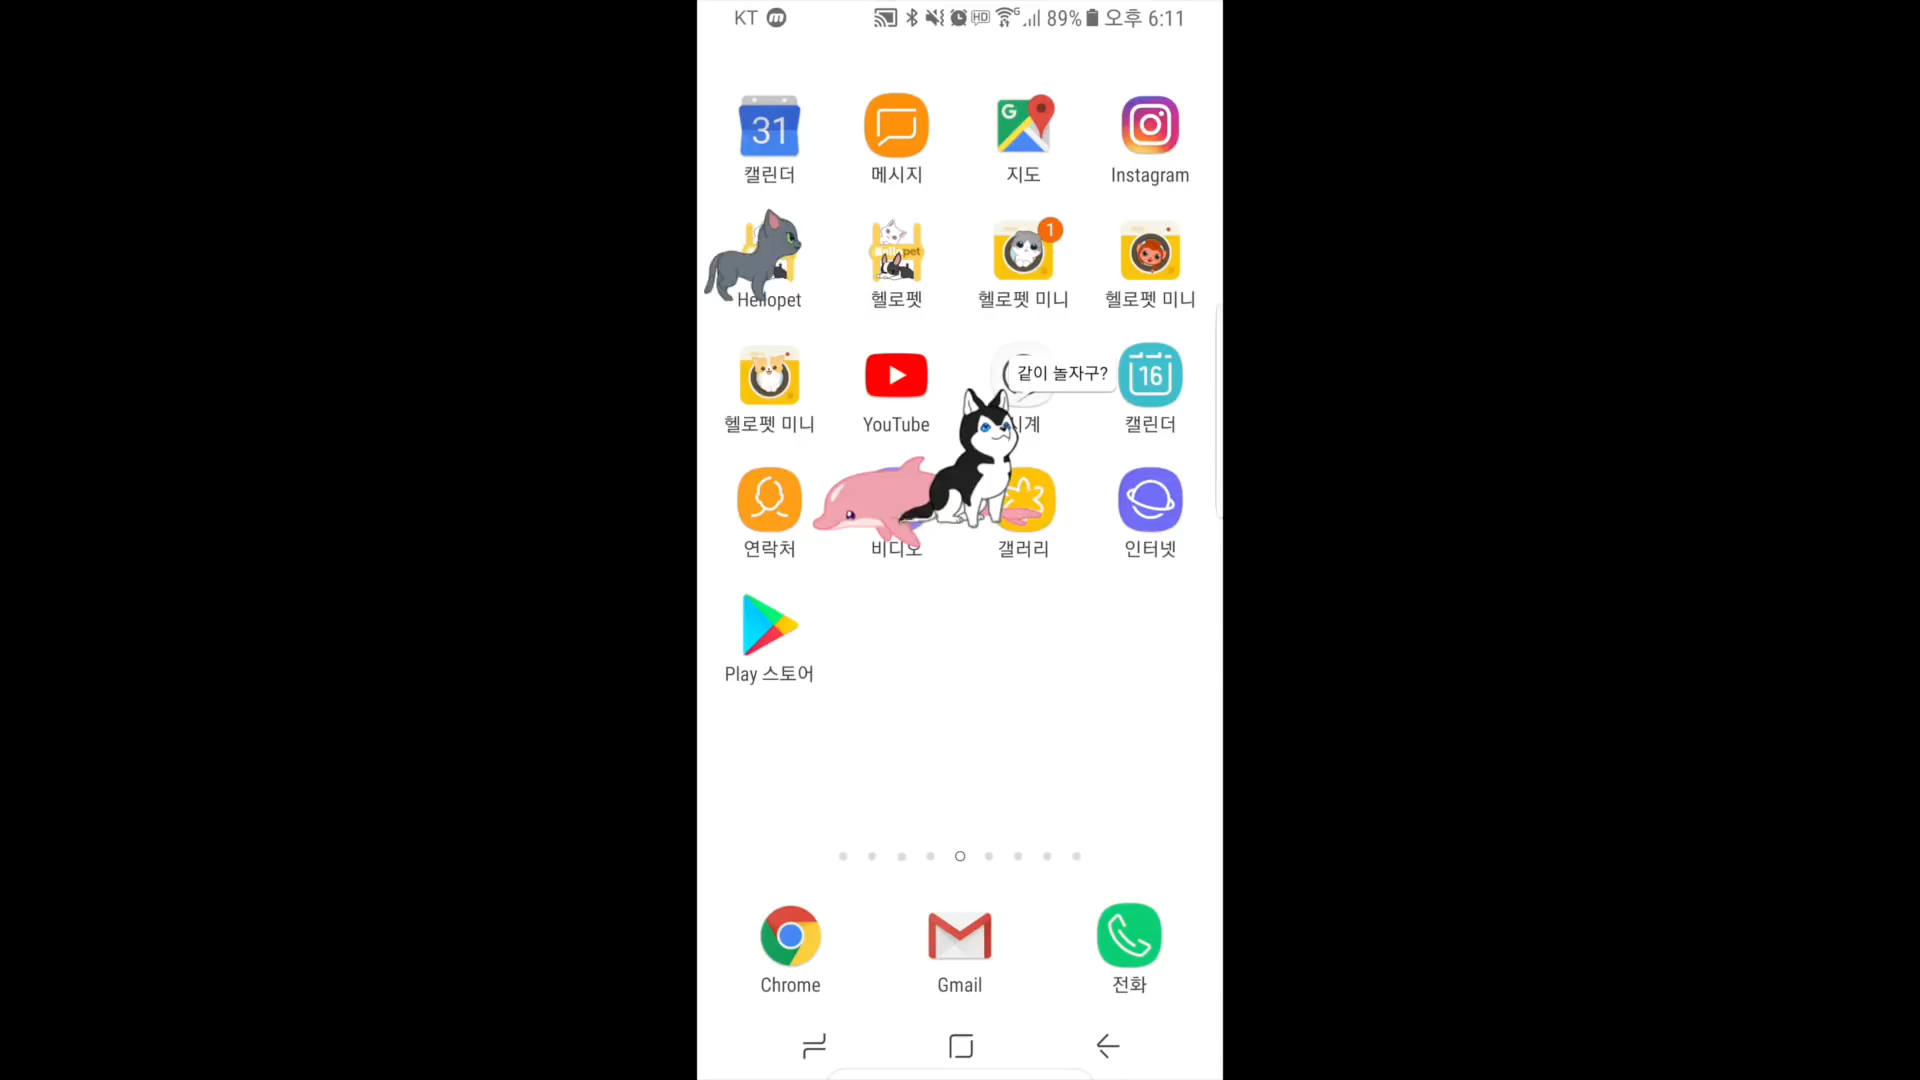 KT
HD
G
89%
오후 6:11
31
캘린더
메시지
G
지도
Instagram
Hellopet
헬로펫
1
헬로펫 미니
헬로펫 미니
헬로펫 미니
YouTube
같이 놀자구?
16
캘린더
연락처
비디오
갤러리
인터넷
Play 스토어
Chrome
Gmail
전화